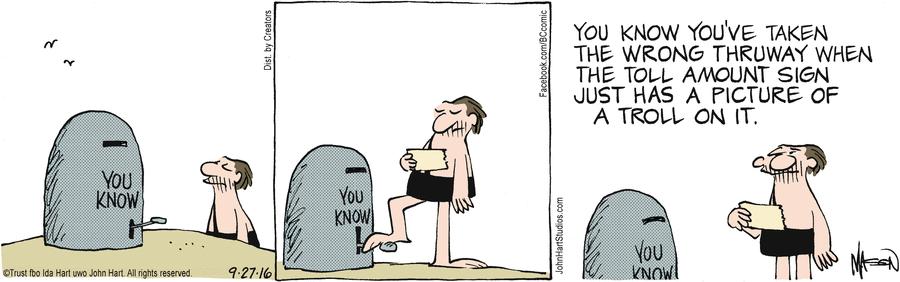 YOU
KNOW
©Trust fbo Ida Hart uwo John Hart. All rights reserved.
9-27-16
Dist. by Creators
YOU
KNOW
Facebook.com/BCcomic
JohnHartStudios.com
YOU KNOW YOU'VE TAKEN
THE WRONG THRUWAY WHEN
THE TOLL AMOUNT SIGN
JUST HAS A PICTURE OF
A TROLL ON IT.
YOU
KNOW
MASON